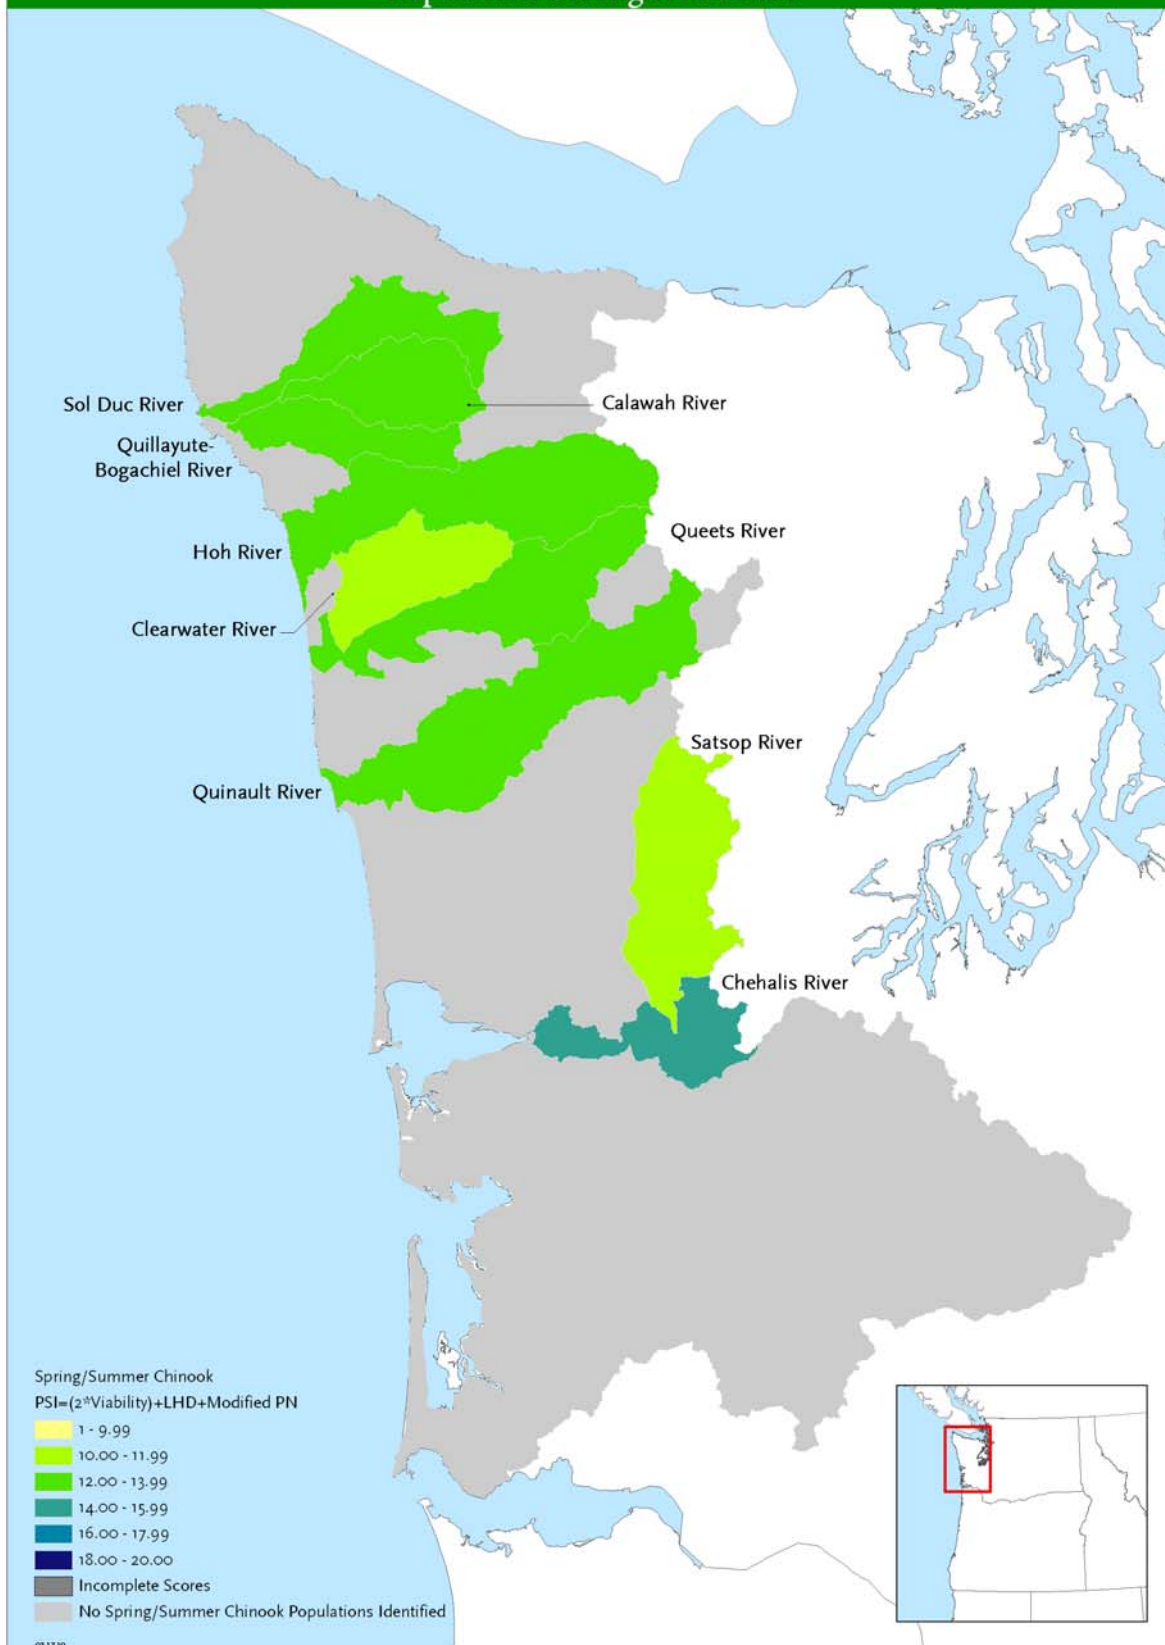 Sol Duc River
Calawah River
Quillayute-
Bogachiel River
Queets River
Hoh River
Clearwater River
Satsop River
Quinault River
Chehalis River
Spring/Summer Chinook
PSI=(2*Viability)+LHD+Modified PN
1 - 9.99
10.00 - 11.99
12.00 - 13.99
14.00 - 15.99
16.00 - 17.99
18.00 - 20.00
Incomplete Scores
No Spring/Summer Chinook Populations Identified